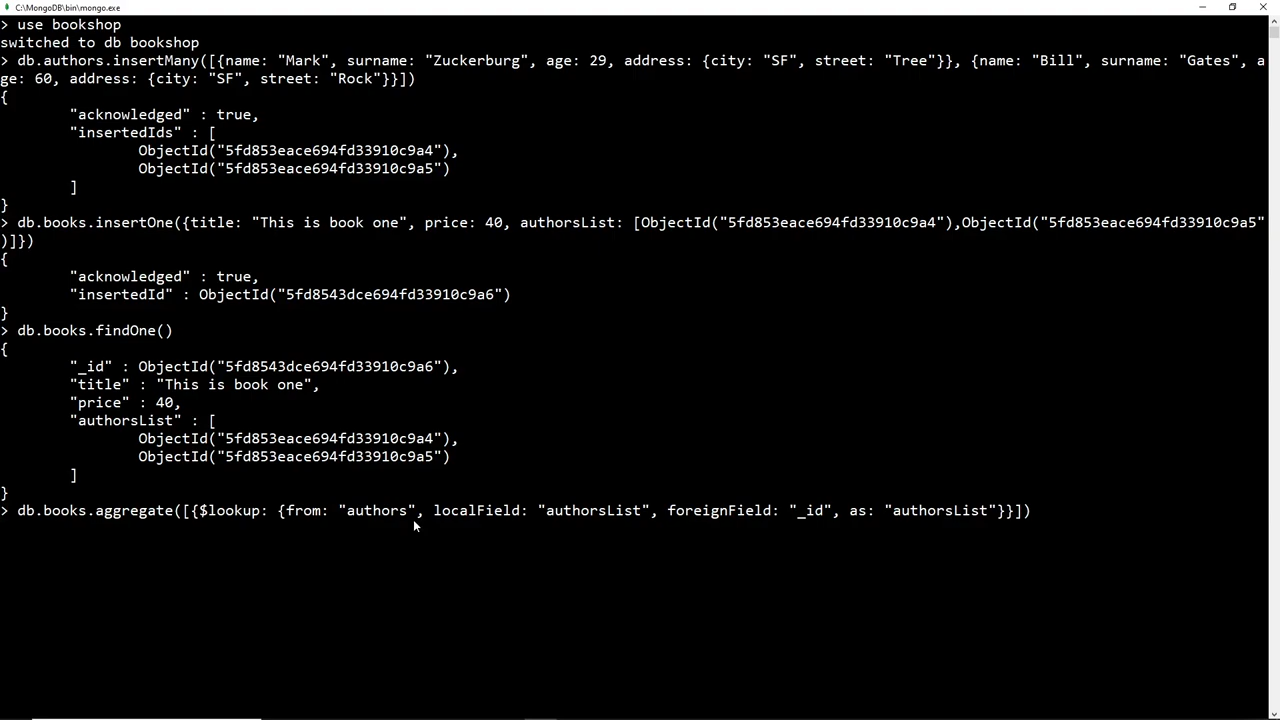 C:\MongoDB\bin\mongo.exe
> use bookshop
switched to db bookshop
> db.authors.insertMany([{name: "Mark", surname: "Zuckerburg", age: 29, address: {city: "SF", street: "Tree"}}, {name: "Bill", surname: "Gates", a
ge: 60, address: {city: "SF", street: "Rock"}}])
{
        "acknowledged" : true,
        "insertedIds" : [
                ObjectId("5fd853eace694fd33910c9a4"),
                ObjectId("5fd853eace694fd33910c9a5")
        ]
}
> db.books.insertOne({title: "This is book one", price: 40, authorsList: [ObjectId("5fd853eace694fd33910c9a4"),ObjectId("5fd853eace694fd33910c9a5"
)]})
{
        "acknowledged" : true,
        "insertedId" : ObjectId("5fd8543dce694fd33910c9a6")
}
> db.books.findOne()
{
        "_id" : ObjectId("5fd8543dce694fd33910c9a6"),
        "title" : "This is book one",
        "price" : 40,
        "authorsList" : [
                ObjectId("5fd853eace694fd33910c9a4"),
                ObjectId("5fd853eace694fd33910c9a5")
        ]
}
> db.books.aggregate([{$lookup: {from: "authors", localField: "authorsList", foreignField: "_id", as: "authorsList"}}])